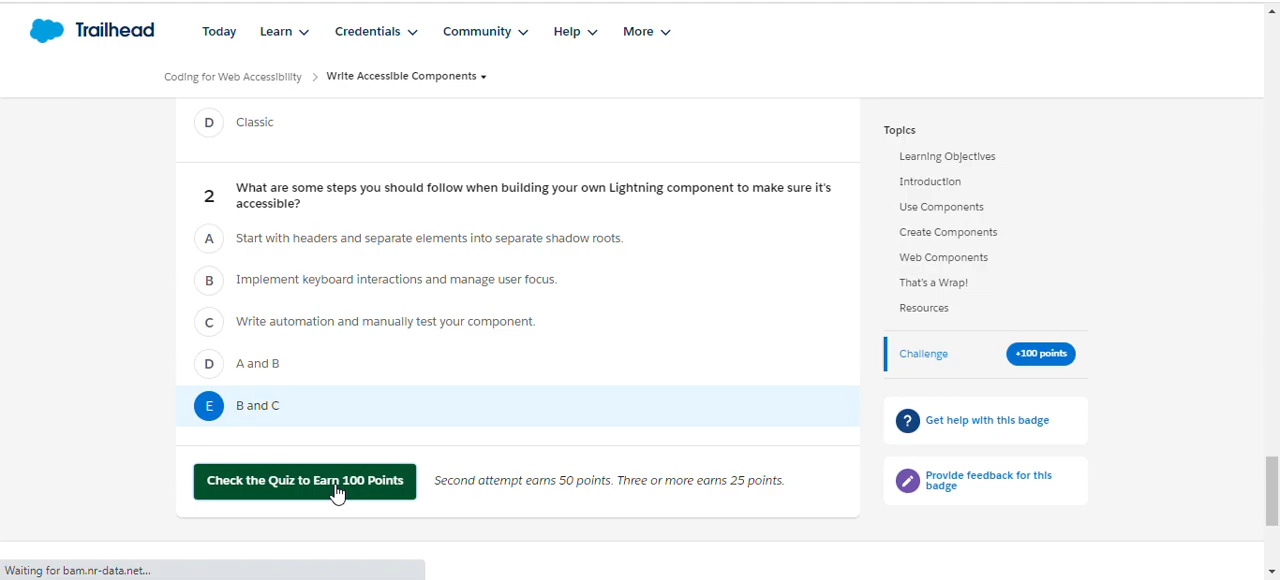 Trailhead
Today Learn Credentials Community Help More
Coding for Web Accessibility > Write Accessible Components
D Classic
2 What are some steps you should follow when building your own Lightning component to make sure it's
accessible?
A Start with headers and separate elements into separate shadow roots.
B Implement keyboard interactions and manage user focus.
C Write automation and manually test your component.
D A and B
E B and C
Check the Quiz to Earn 100 Points Second attempt earns 50 points. Three or more earns 25 points.
Topics
Learning Objectives
Introduction
Use Components
Create Components
Web Components
That's a Wrap!
Resources
Challenge +100 points
? Get help with this badge
Provide feedback for this
badge
Waiting for bam.nr-data.net...